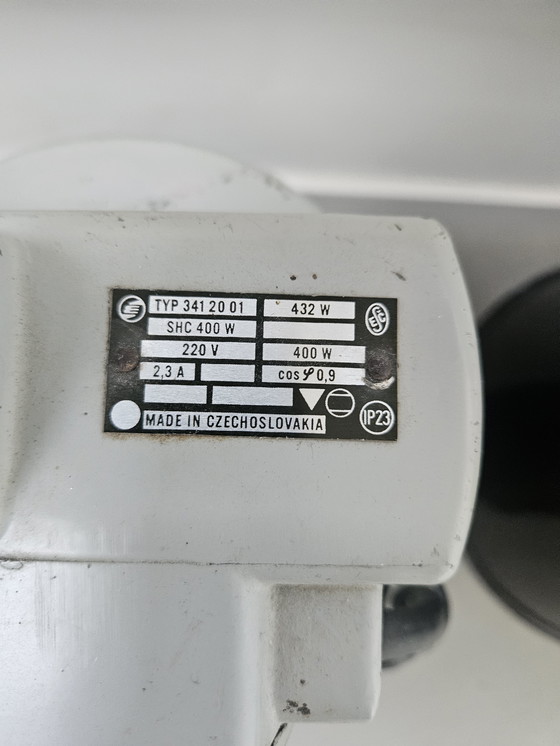 TYP 341 20 01 432 W
SHC 400 W
220 V 400 W
2,3 A cos φ 0,9
MADE IN CZECHOSLOVAKIA IP23